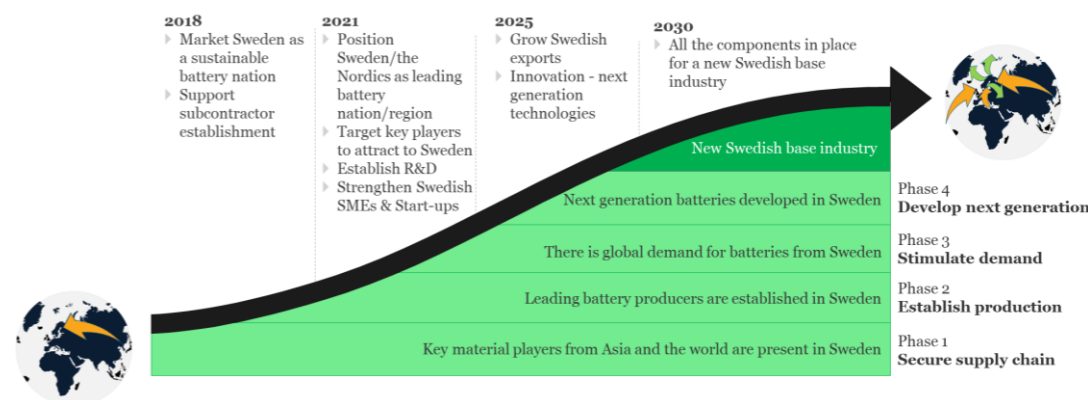 2018
Market Sweden as
a sustainable
battery nation
Support
subcontractor
establishment
2021
Position
Sweden/the
Nordics as leading
battery
nation/region
Target key players
to attract to Sweden
Establish R&D
Strengthen Swedish
SMEs & Start-ups
2025
Grow Swedish
exports
Innovation - next
generation
technologies
2030
All the components in place
for a new Swedish base
industry
New Swedish base industry
Next generation batteries developed in Sweden
Phase 4
Develop next generation
There is global demand for batteries from Sweden
Phase 3
Stimulate demand
Leading battery producers are established in Sweden
Phase 2
Establish production
Key material players from Asia and the world are present in Sweden
Phase 1
Secure supply chain